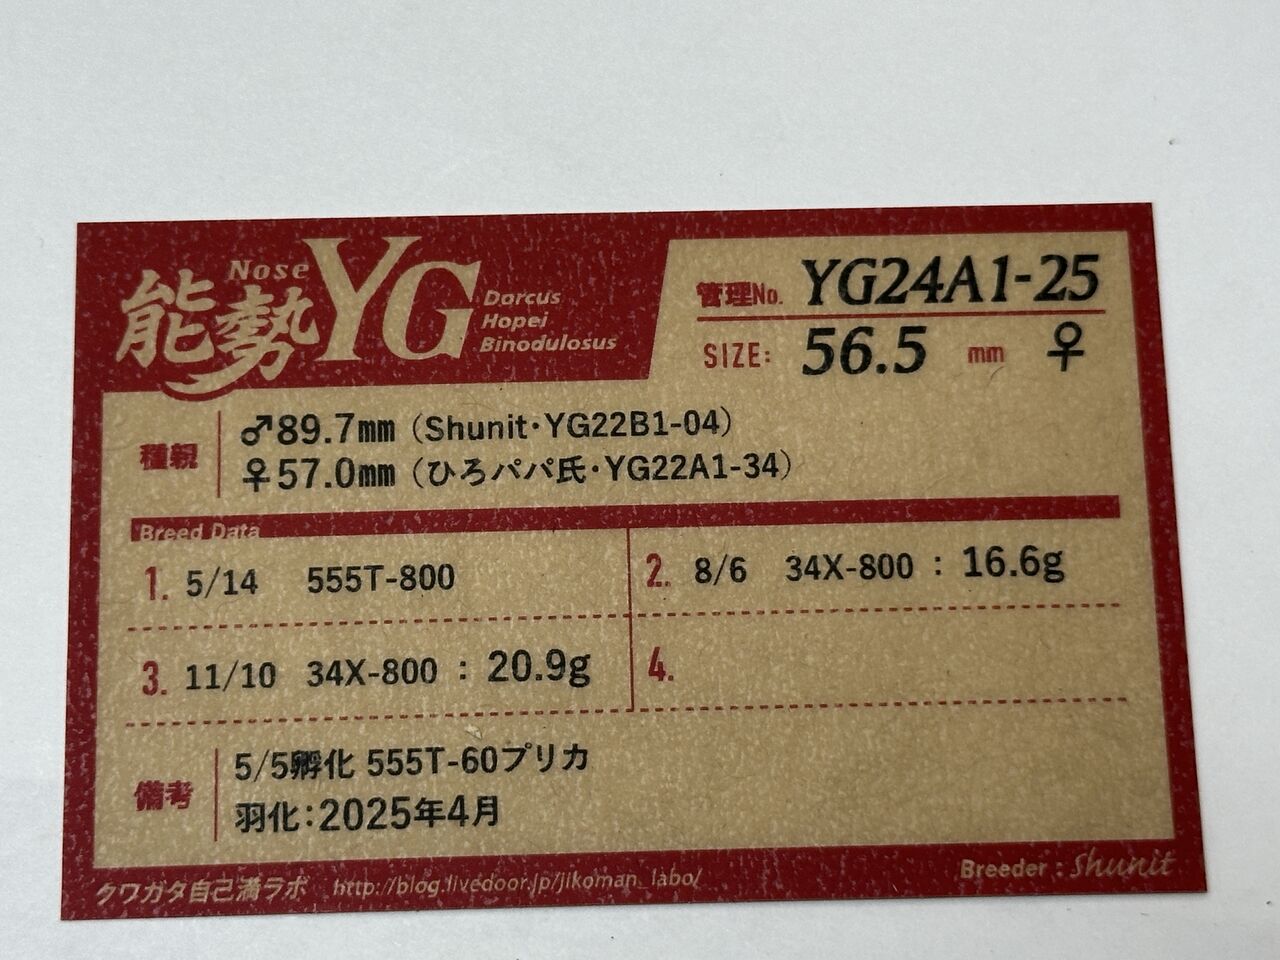 能勢YG
Nose
Dorcus
Hopei
Binodulosus
管理No. YG24A1-25
SIZE: 56.5 mm ♀
種親
♂89.7㎜（Shunit・YG22B1-04）
♀57.0㎜（ひろパパ氏・YG22A1-34）
Breed Data
1. 5/14 555T-800
2. 8/6 34X-800：16.6g
3. 11/10 34X-800：20.9g
4.
備考
5/5孵化 555T-60プリカ
羽化：2025年4月
クワガタ自己満ラボ http://blog.livedoor.jp/jikoman_labo/
Breeder : Shunit